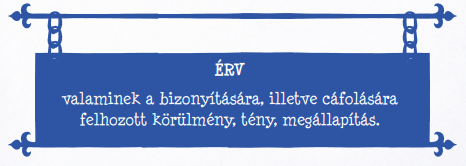 ÉRV
valaminek a bizonyítására, illetve cáfolására
felhozott körülmény, tény, megállapítás.